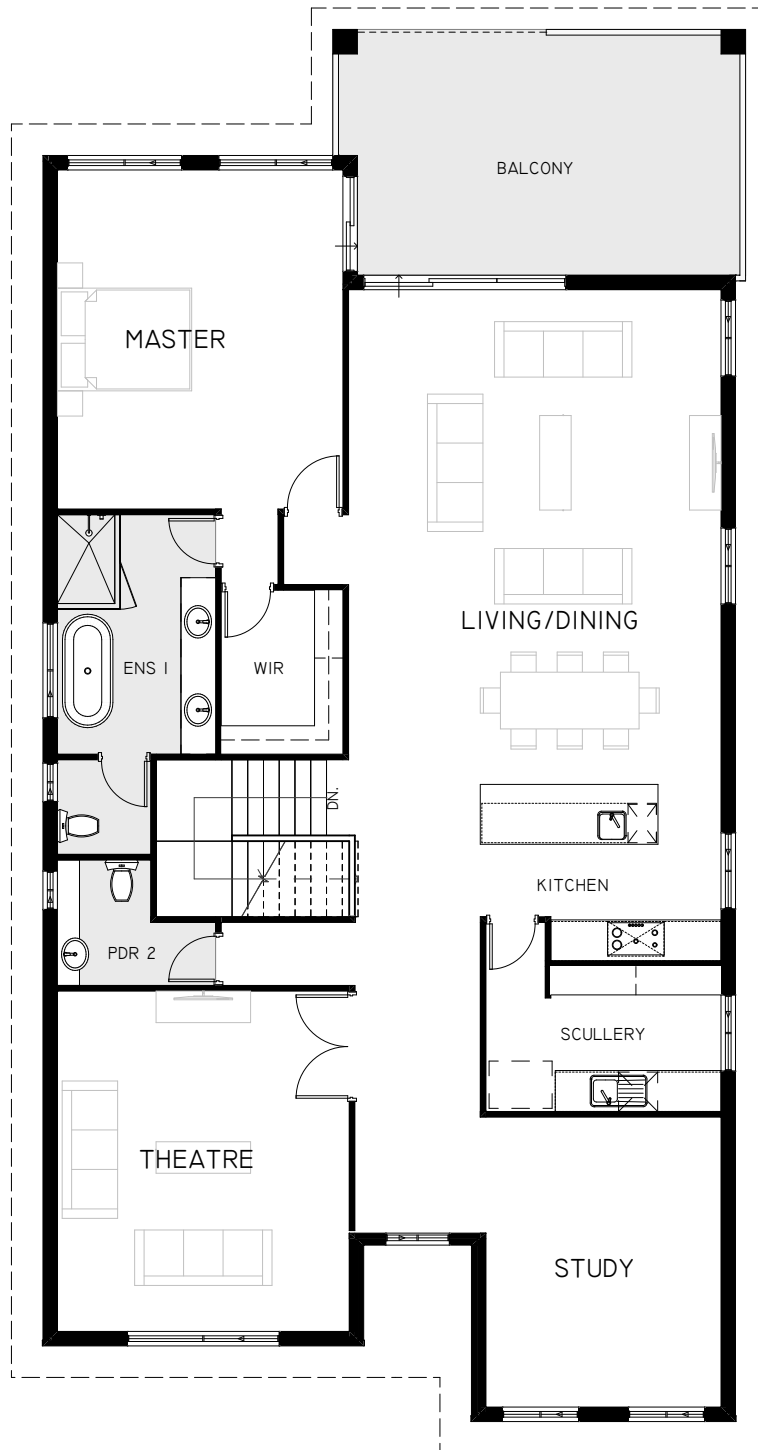 BALCONY
MASTER
LIVING/DINING
ENS 1
WIR
DN.
KITCHEN
PDR 2
SCULLERY
THEATRE
STUDY